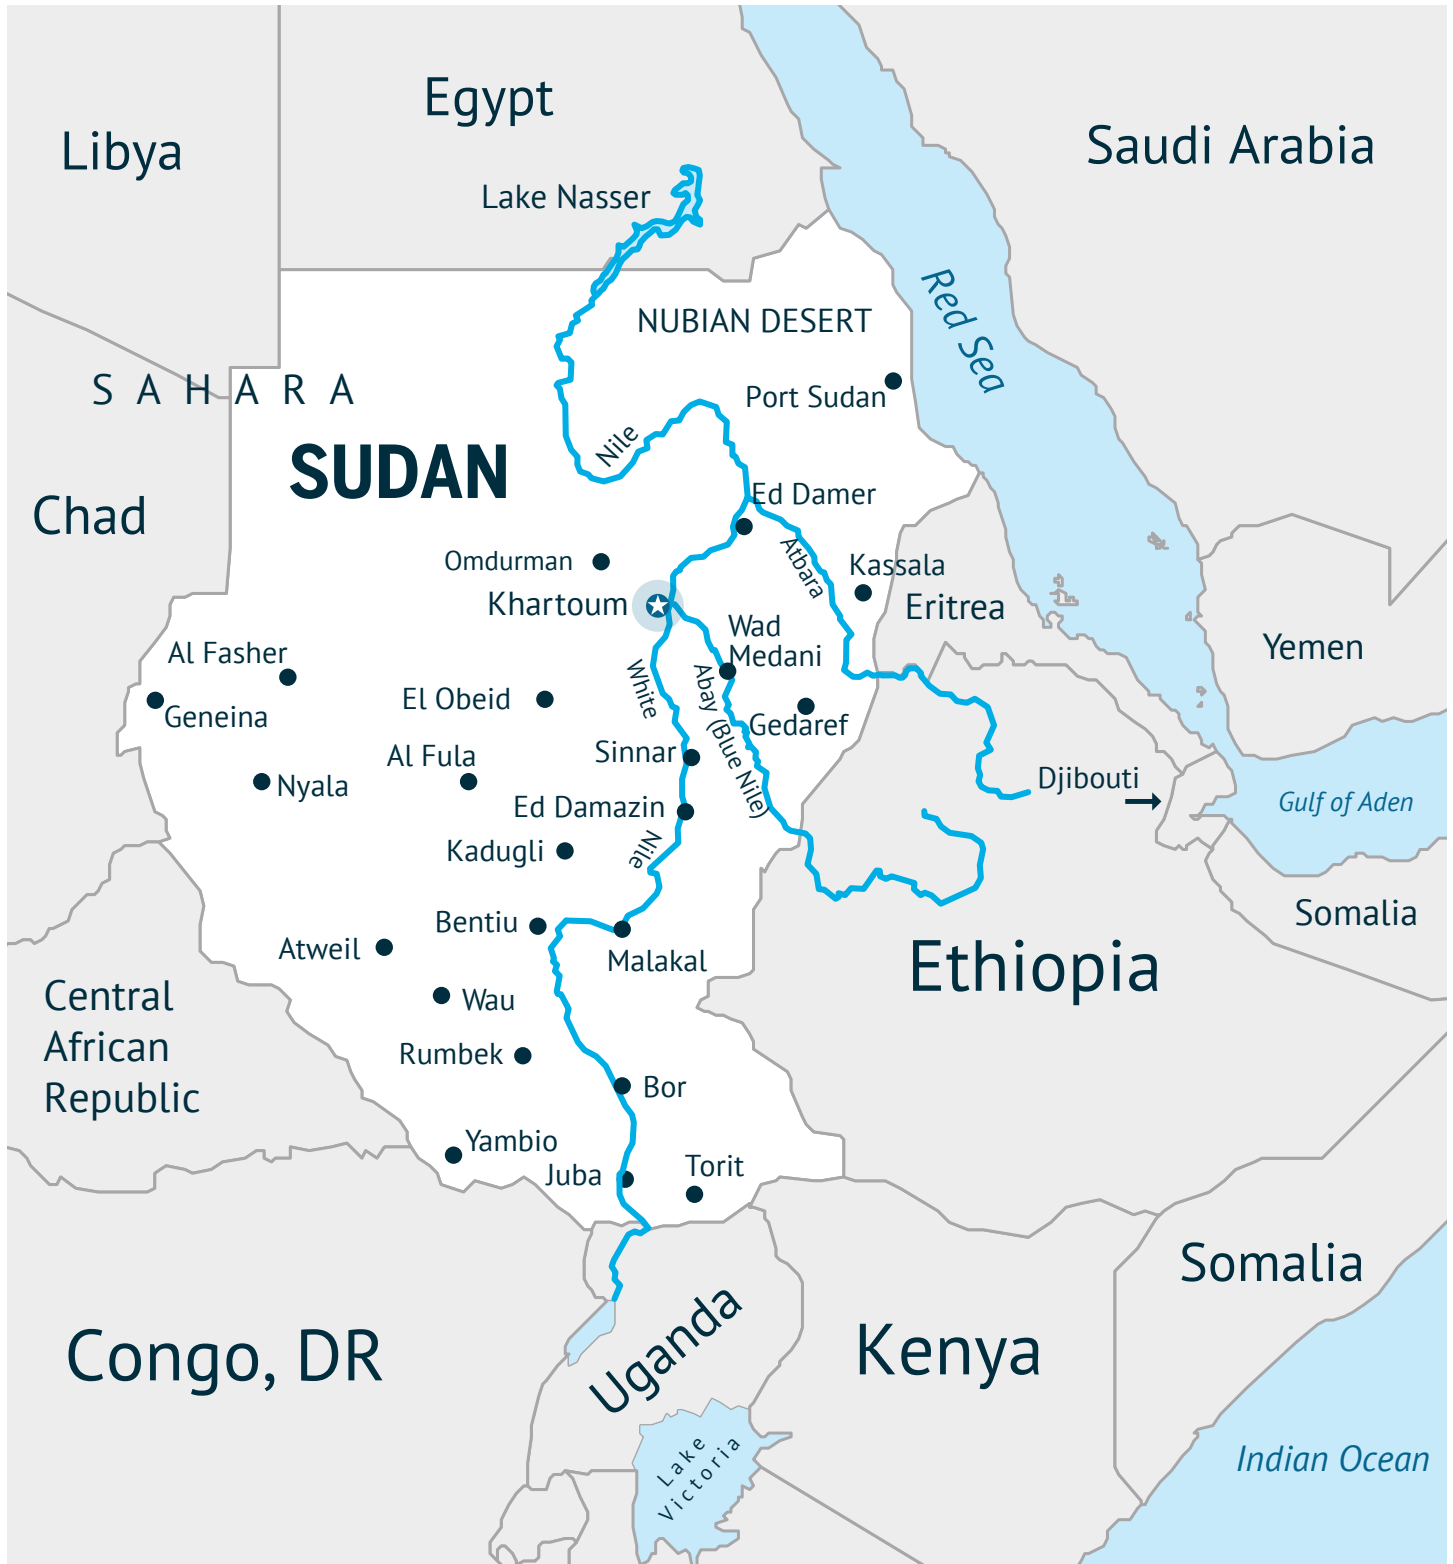 Egypt
Libya
Saudi Arabia
Lake Nasser
Red Sea
NUBIAN DESERT
SAHARA
Port Sudan
SUDAN
Nile
Chad
Ed Damer
Atbara
Omdurman
Kassala
Khartoum
Eritrea
Wad
Medani
Yemen
Al Fasher
White
Abay (Blue Nile)
El Obeid
Geneina
Gedaref
Sinnar
Al Fula
Nyala
Djibouti
Gulf of Aden
Ed Damazin
Nile
Kadugli
Bentiu
Somalia
Atweil
Malakal
Ethiopia
Central
African
Republic
Wau
Rumbek
Bor
Yambio
Juba
Torit
Somalia
Uganda
Kenya
Congo, DR
Lake
Victoria
Indian Ocean